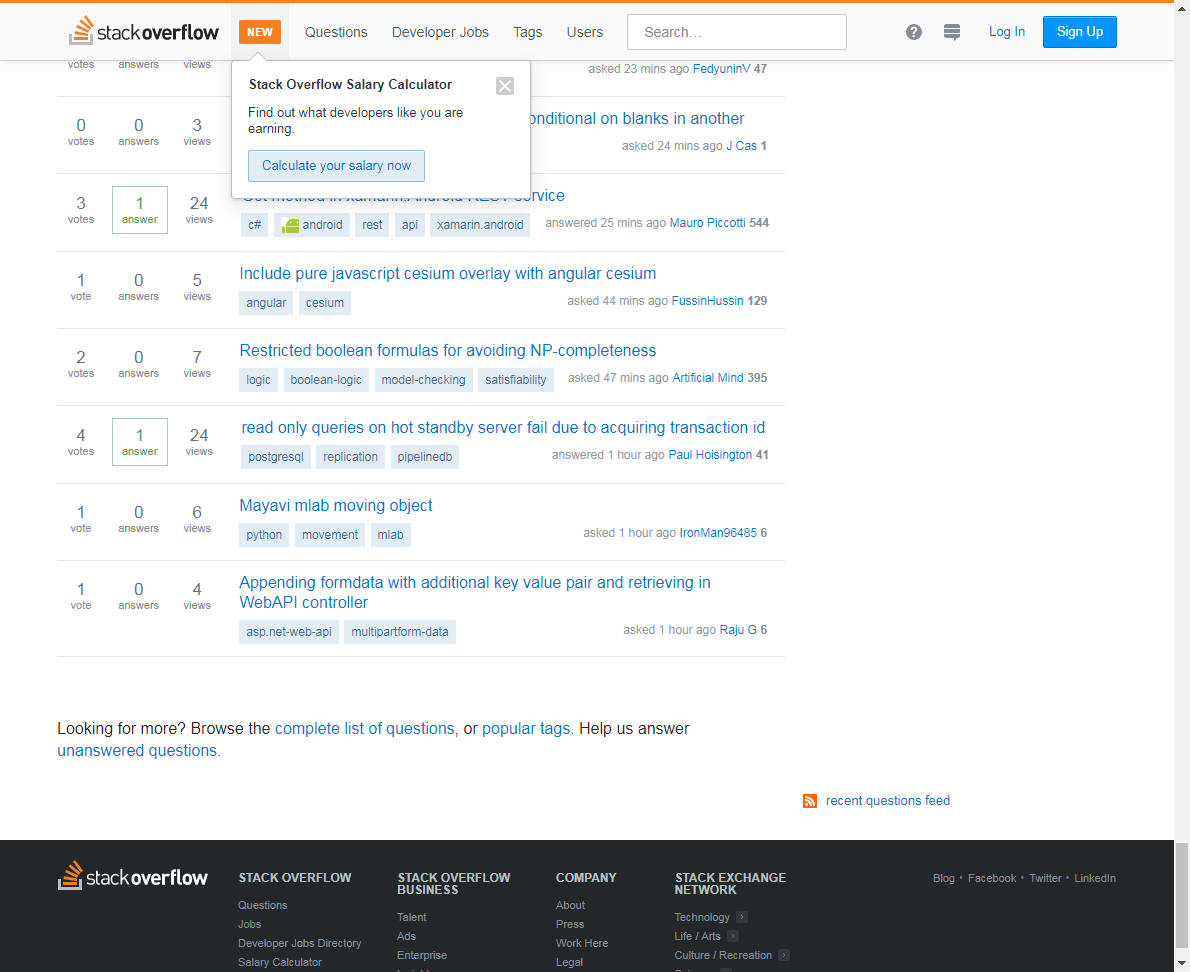 stackoverflow NEW Questions Developer Jobs Tags Users Search... Log In Sign Up
votes answers views
asked 23 mins ago FedyuninV 47
Stack Overflow Salary Calculator
Find out what developers like you are
earning.
Calculate your salary now
0 0 3
votes answers views
onditional on blanks in another
asked 24 mins ago J Cas 1
3 1 24
votes answer views
Get method in Xamarin.Android REST service
c# android rest api xamarin.android answered 25 mins ago Mauro Piccotti 544
1 0 5
vote answers views
Include pure javascript cesium overlay with angular cesium
angular cesium asked 44 mins ago FussinHussin 129
2 0 7
votes answers views
Restricted boolean formulas for avoiding NP-completeness
logic boolean-logic model-checking satisfiability asked 47 mins ago Artificial Mind 395
4 1 24
votes answer views
read only queries on hot standby server fail due to acquiring transaction id
postgresql replication pipelinedb answered 1 hour ago Paul Hoisington 41
1 0 6
vote answers views
Mayavi mlab moving object
python movement mlab asked 1 hour ago IronMan96485 6
1 0 4
vote answers views
Appending formdata with additional key value pair and retrieving in
WebAPI controller
asp.net-web-api multipartform-data asked 1 hour ago Raju G 6
Looking for more? Browse the complete list of questions, or popular tags. Help us answer
unanswered questions.
recent questions feed
stackoverflow
STACK OVERFLOW
Questions
Jobs
Developer Jobs Directory
Salary Calculator
STACK OVERFLOW
BUSINESS
Talent
Ads
Enterprise
COMPANY
About
Press
Work Here
Legal
STACK EXCHANGE
NETWORK
Technology
Life / Arts
Culture / Recreation
Blog • Facebook • Twitter • LinkedIn